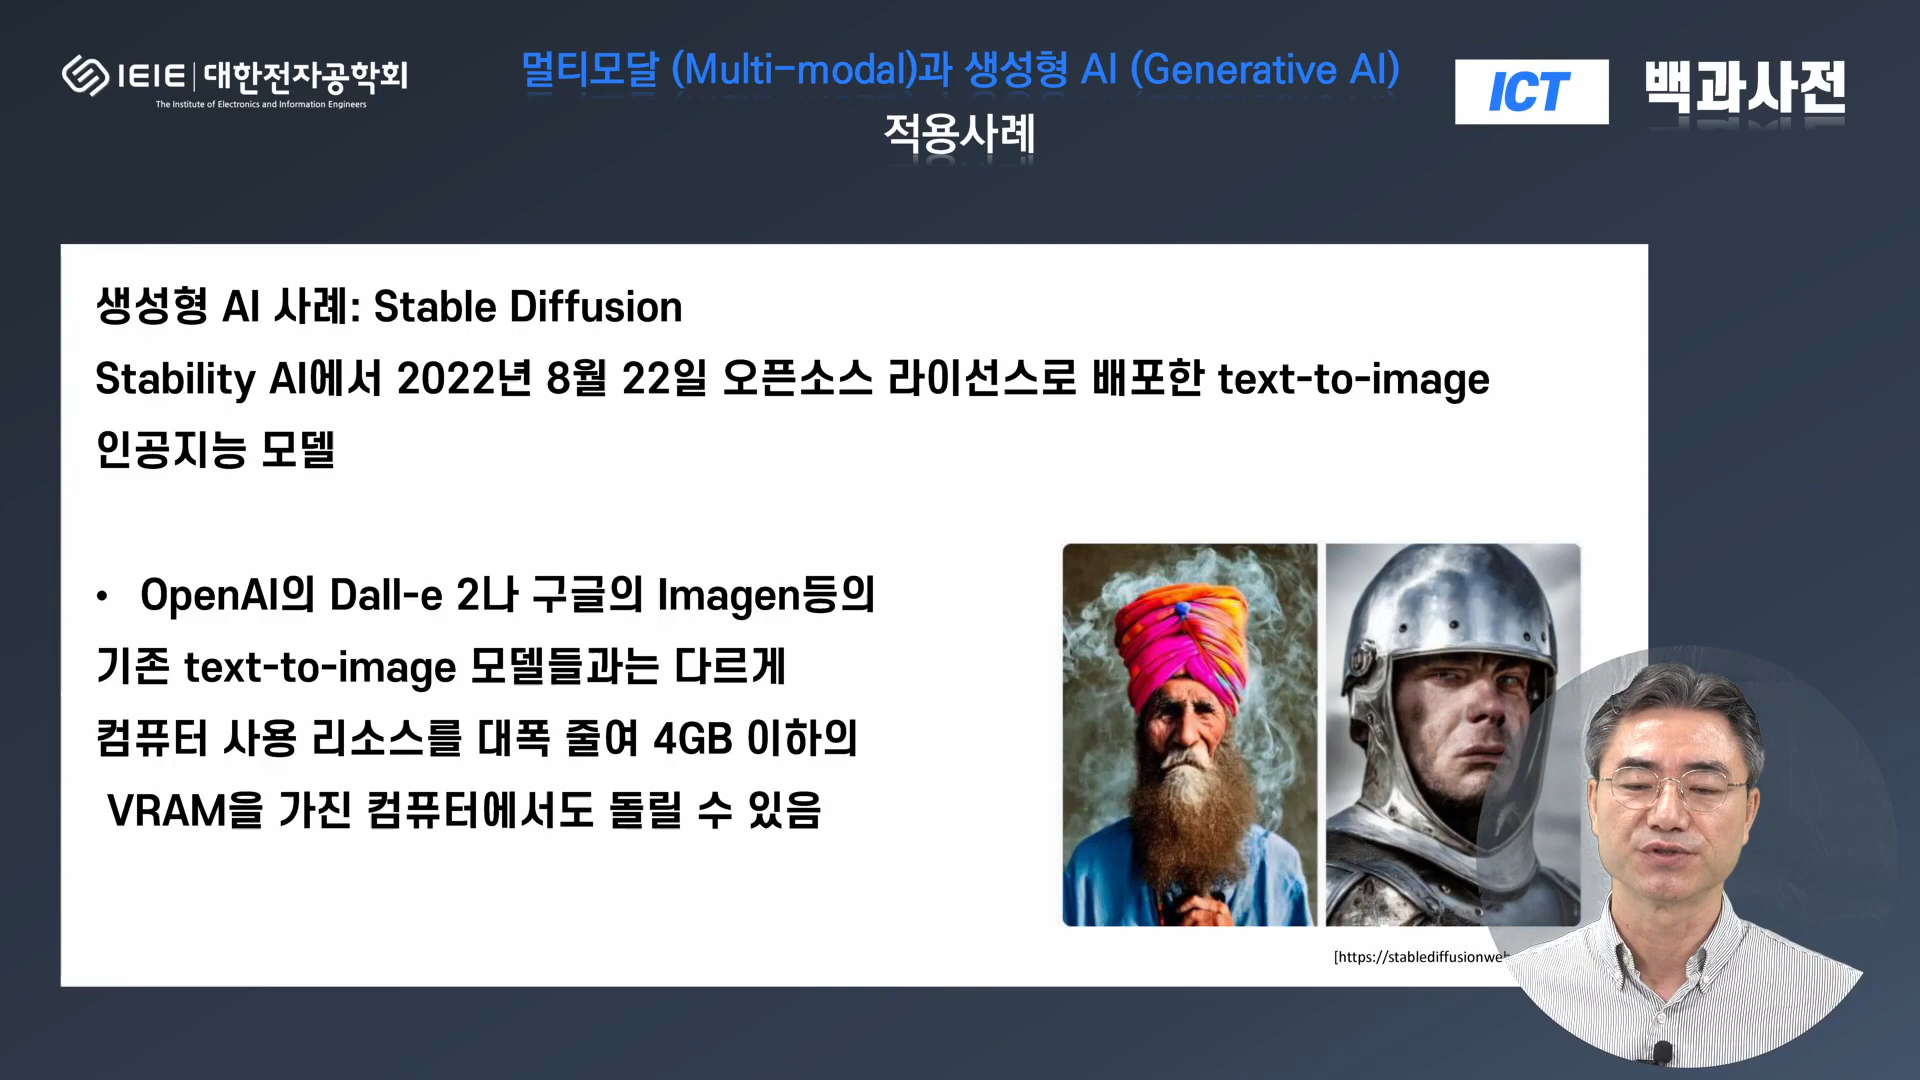 IEIE 대한전자공학회
The Institute of Electronics and Information Engineers
멀티모달 (Multi-modal)과 생성형 AI (Generative AI)
적용사례
ICT 백과사전
생성형 AI 사례: Stable Diffusion
Stability AI에서 2022년 8월 22일 오픈소스 라이선스로 배포한 text-to-image
인공지능 모델
• OpenAI의 Dall-e 2나 구글의 Imagen등의
기존 text-to-image 모델들과는 다르게
컴퓨터 사용 리소스를 대폭 줄여 4GB 이하의
VRAM을 가진 컴퓨터에서도 돌릴 수 있음
[https://stablediffusionweb